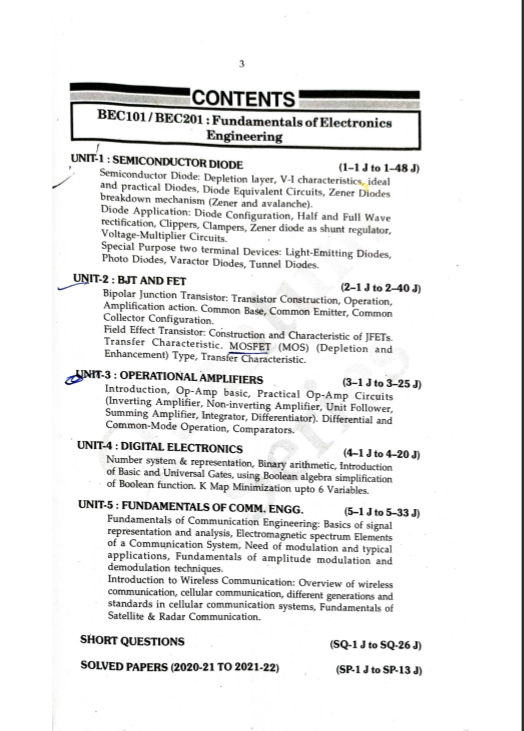 3
CONTENTS
BEC101/BEC201 : Fundamentals of Electronics
Engineering
UNIT-1 : SEMICONDUCTOR DIODE (1–1 J to 1–48 J)
Semiconductor Diode: Depletion layer, V-I characteristics, ideal
and practical Diodes, Diode Equivalent Circuits, Zener Diodes
breakdown mechanism (Zener and avalanche).
Diode Application: Diode Configuration, Half and Full Wave
rectification, Clippers, Clampers, Zener diode as shunt regulator,
Voltage-Multiplier Circuits.
Special Purpose two terminal Devices: Light-Emitting Diodes,
Photo Diodes, Varactor Diodes, Tunnel Diodes.
UNIT-2 : BJT AND FET (2–1 J to 2–40 J)
Bipolar Junction Transistor: Transistor Construction, Operation,
Amplification action. Common Base, Common Emitter, Common
Collector Configuration.
Field Effect Transistor: Construction and Characteristic of JFETs.
Transfer Characteristic. MOSFET (MOS) (Depletion and
Enhancement) Type, Transfer Characteristic.
UNIT-3 : OPERATIONAL AMPLIFIERS (3–1 J to 3–25 J)
Introduction, Op-Amp basic, Practical Op-Amp Circuits
(Inverting Amplifier, Non-inverting Amplifier, Unit Follower,
Summing Amplifier, Integrator, Differentiator). Differential and
Common-Mode Operation, Comparators.
UNIT-4 : DIGITAL ELECTRONICS (4–1 J to 4–20 J)
Number system & representation, Binary arithmetic, Introduction
of Basic and Universal Gates, using Boolean algebra simplification
of Boolean function. K Map Minimization upto 6 Variables.
UNIT-5 : FUNDAMENTALS OF COMM. ENGG. (5–1 J to 5–33 J)
Fundamentals of Communication Engineering: Basics of signal
representation and analysis, Electromagnetic spectrum Elements
of a Communication System, Need of modulation and typical
applications, Fundamentals of amplitude modulation and
demodulation techniques.
Introduction to Wireless Communication: Overview of wireless
communication, cellular communication, different generations and
standards in cellular communication systems, Fundamentals of
Satellite & Radar Communication.
SHORT QUESTIONS (SQ-1 J to SQ-26 J)
SOLVED PAPERS (2020-21 TO 2021-22) (SP-1 J to SP-13 J)